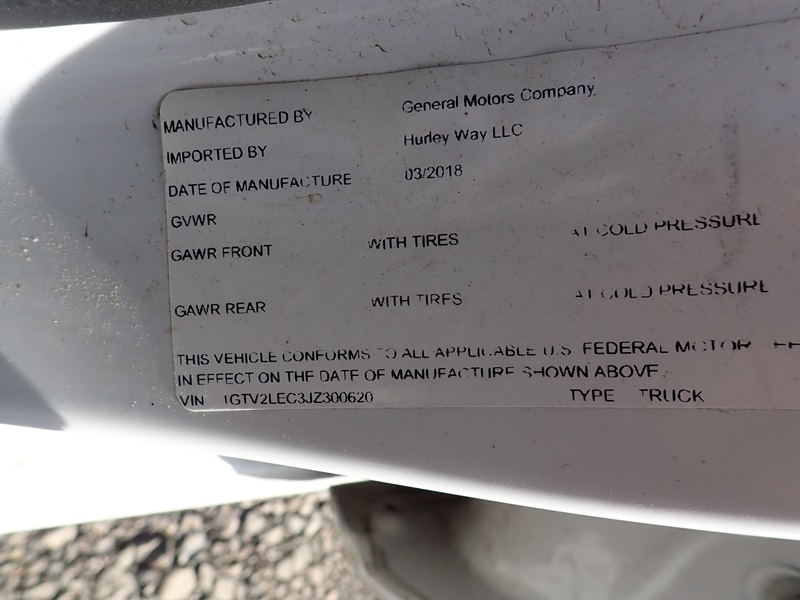 MANUFACTURED BY General Motors Company
IMPORTED BY Hurley Way LLC
DATE OF MANUFACTURE 03/2018
GVWR
GAWR FRONT WITH TIRES AT COLD PRESSURE
GAWR REAR WITH TIRES AT COLD PRESSURE
THIS VEHICLE CONFORMS TO ALL APPLICABLE U.S. FEDERAL MOTOR
IN EFFECT ON THE DATE OF MANUFACTURE SHOWN ABOVE.
VIN 1GTV2LEC3JZ300620 TYPE TRUCK